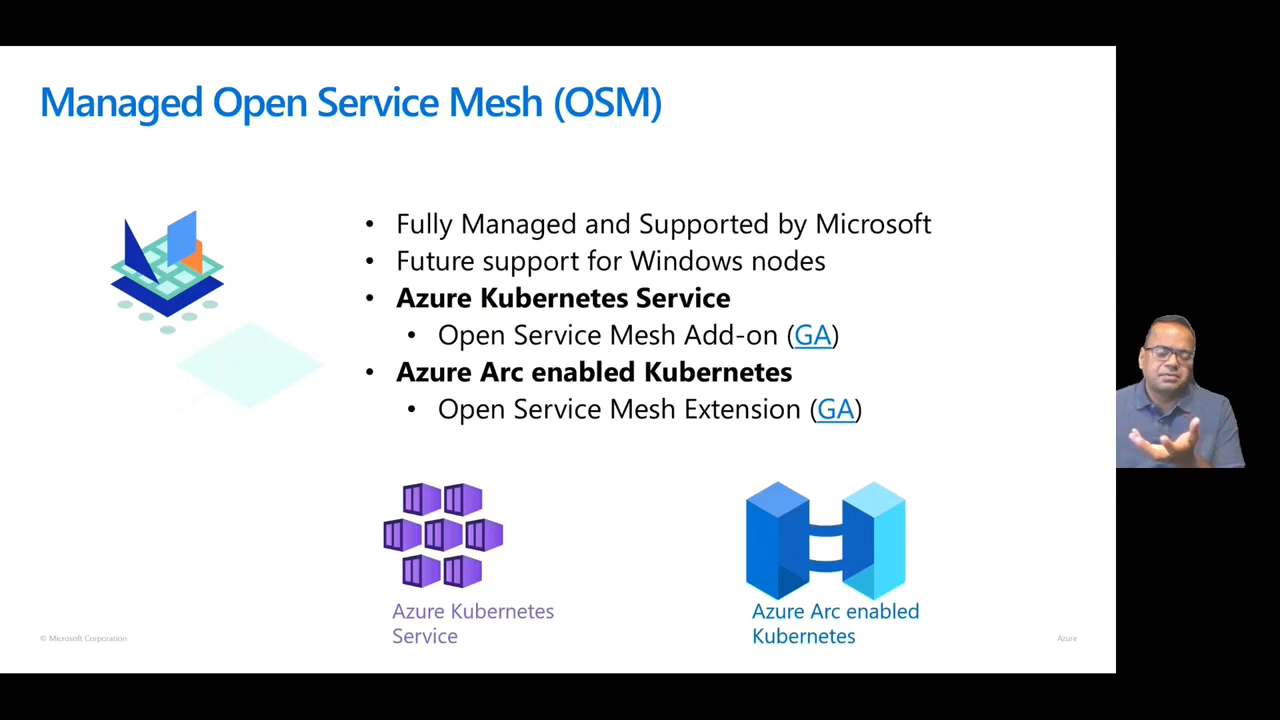 Managed Open Service Mesh (OSM)
• Fully Managed and Supported by Microsoft
• Future support for Windows nodes
• Azure Kubernetes Service
• Open Service Mesh Add-on (GA)
• Azure Arc enabled Kubernetes
• Open Service Mesh Extension (GA)
Azure Kubernetes
Service
Azure Arc enabled
Kubernetes
© Microsoft Corporation
Azure